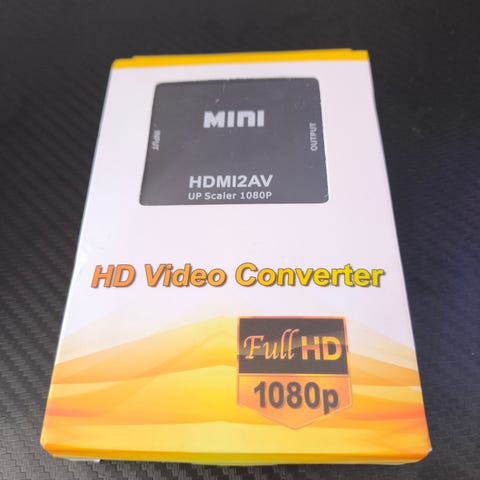 MINI
INPUT
OUTPUT
HDMI2AV
UP Scaler 1080P
HD Video Converter
Full HD
1080p